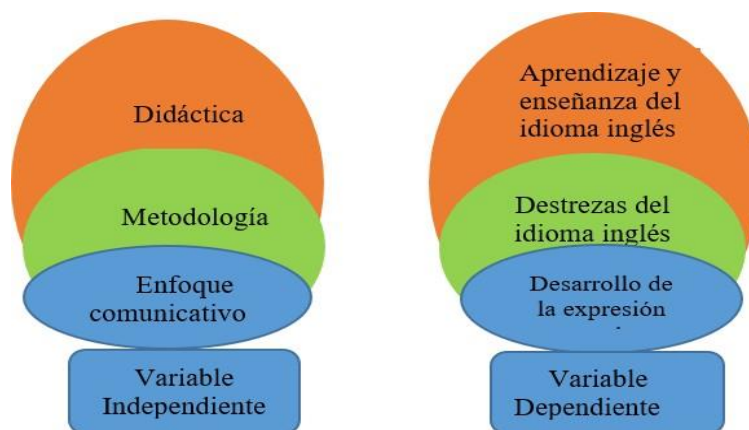 Didáctica
Metodología
Enfoque
comunicativo
Variable
Independiente
Aprendizaje y
enseñanza del
idioma inglés
Destrezas del
idioma inglés
Desarrollo de
la expresión
Variable
Dependiente